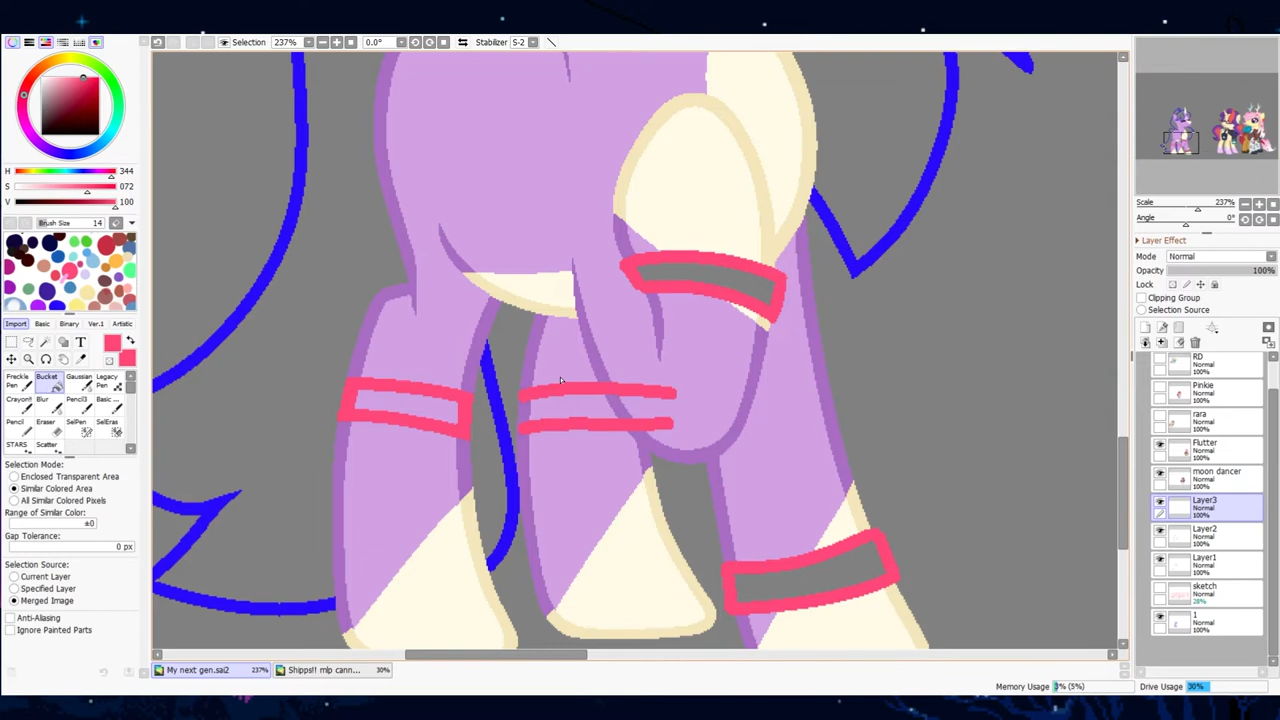 Selection 237% 0.0° Stabilizer S-2
H 344
S 072
V 100
Brush Size 14
Import Basic Binary Ver.1 Artistic
T
Freckle Pen Bucket Gaussian Legacy Pen
Crayon! Blur Pencil3 Basic ...
Pencil Eraser SelPen SelEras
STARS Scatter
Selection Mode:
Enclosed Transparent Area
Similar Colored Area
All Similar Colored Pixels
Range of Similar Color:
±0
Gap Tolerance:
0 px
Selection Source:
Current Layer
Specified Layer
Merged Image
Anti-Aliasing
Ignore Painted Parts
My next gen.sai2 237% Shipps!! mlp cann... 30%
Memory Usage 3% (5%) Drive Usage 30%
Scale 237%
Angle 0°
Layer Effect
Mode Normal
Opacity 100%
Lock
Clipping Group
Selection Source
RD
Normal
100%
Pinkie
Normal
100%
rara
Normal
100%
Flutter
Normal
100%
moon dancer
Normal
100%
Layer3
Normal
100%
Layer2
Normal
100%
Layer1
Normal
100%
sketch
Normal
28%
1
Normal
100%